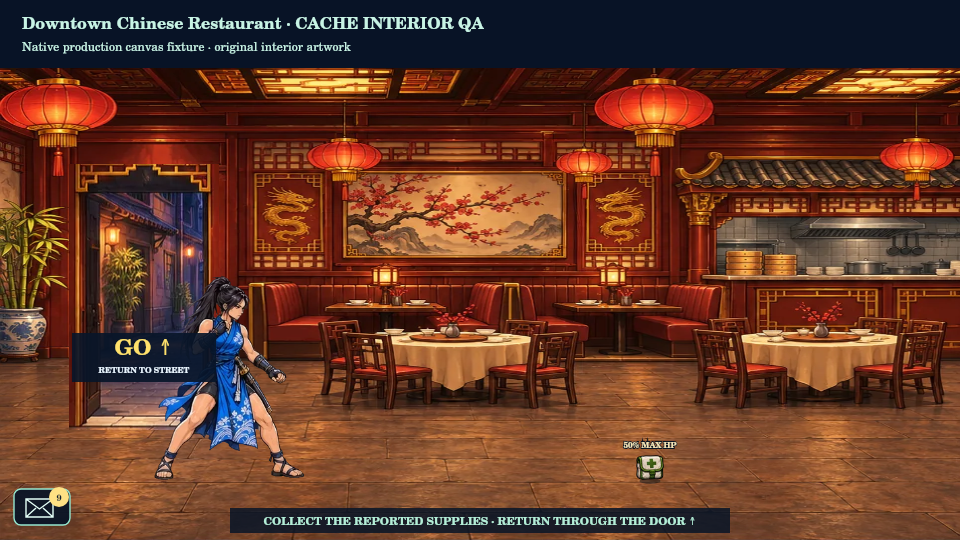 Downtown Chinese Restaurant · CACHE INTERIOR QA
Native production canvas fixture · original interior artwork
GO ↑
RETURN TO STREET
50% MAX HP
9
COLLECT THE REPORTED SUPPLIES · RETURN THROUGH THE DOOR ↑